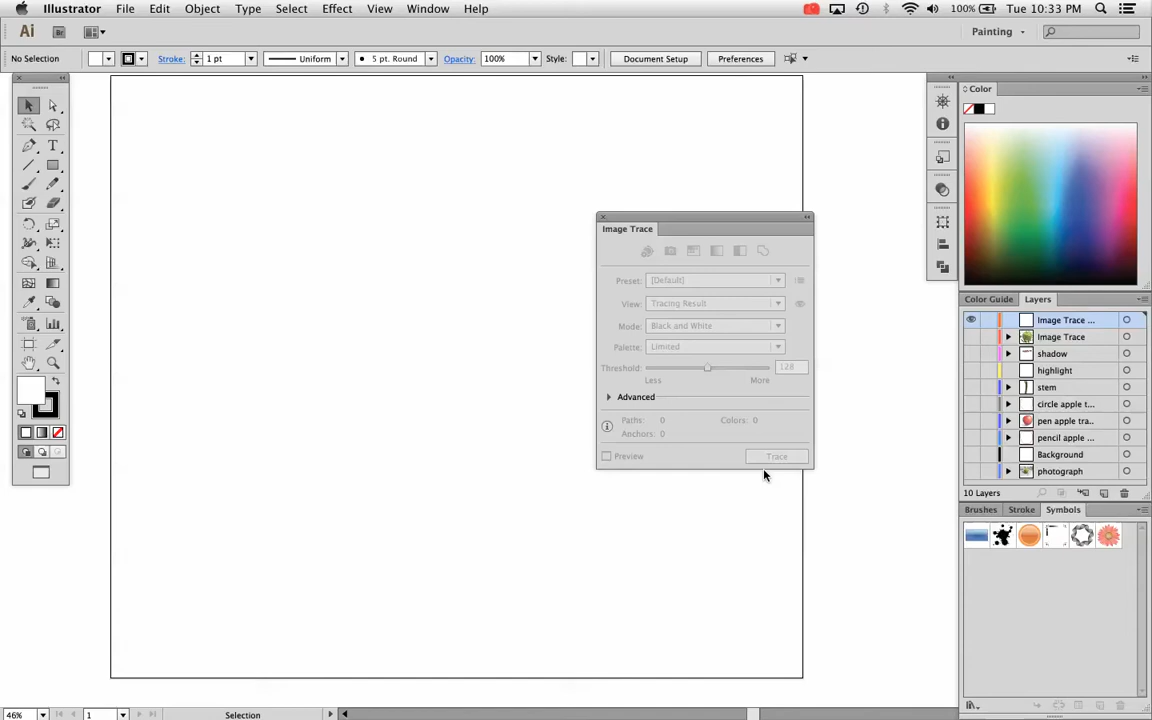 Illustrator File Edit Object Type Select Effect View Window Help 100% Tue 10:33 PM
Ai Br Painting
No Selection Stroke: 1 pt Uniform 5 pt. Round Opacity: 100% Style: Document Setup Preferences
Color
Image Trace
Preset: [Default]
View: Tracing Result
Mode: Black and White
Palette: Limited
Threshold: 128
Less More
Advanced
Paths: 0 Colors: 0
Anchors: 0
Preview Trace
Color Guide Layers
Image Trace ...
Image Trace
shadow
highlight
stem
circle apple t...
pen apple tra...
pencil apple ...
Background
photograph
10 Layers
Brushes Stroke Symbols
46% 1 Selection